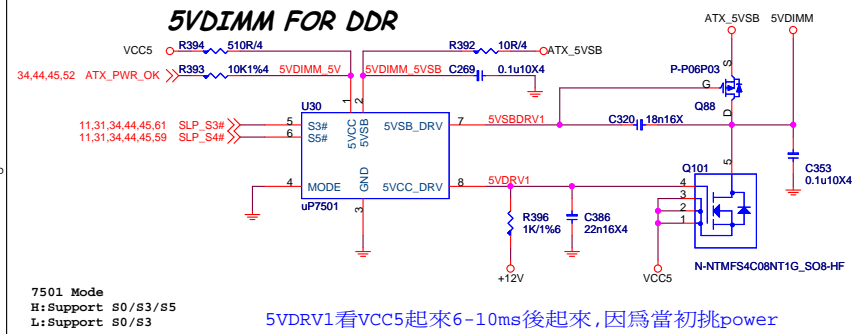 5VDIMM FOR DDR
ATX_5VSB
5VDIMM
VCC5
R394
510R/4
R392
10R/4
ATX_5VSB
34,44,45,52
ATX_PWR_OK
R393
10K1%4
5VDIMM_5V
5VDIMM_5VSB
C269
0.1u10X4
P-P06P03
S
G
D
Q88
U30
1
2
11,31,34,44,45,61
SLP_S3#
5
S3#
5VCC
5VSB
5VSB_DRV
7
5VSBDRV1
C320
18n16X
11,31,34,44,45,59
SLP_S4#
6
S5#
C353
0.1u10X4
4
MODE
GND
5VCC_DRV
8
5VDRV1
Q101
5
4
3
2
1
uP7501
3
R396
1K/1%6
C386
22n16X4
+12V
VCC5
N-NTMFS4C08NT1G_SO8-HF
7501 Mode
H:Support S0/S3/S5
L:Support S0/S3
5VDRV1看VCC5起來6-10ms後起來,因爲當初挑power